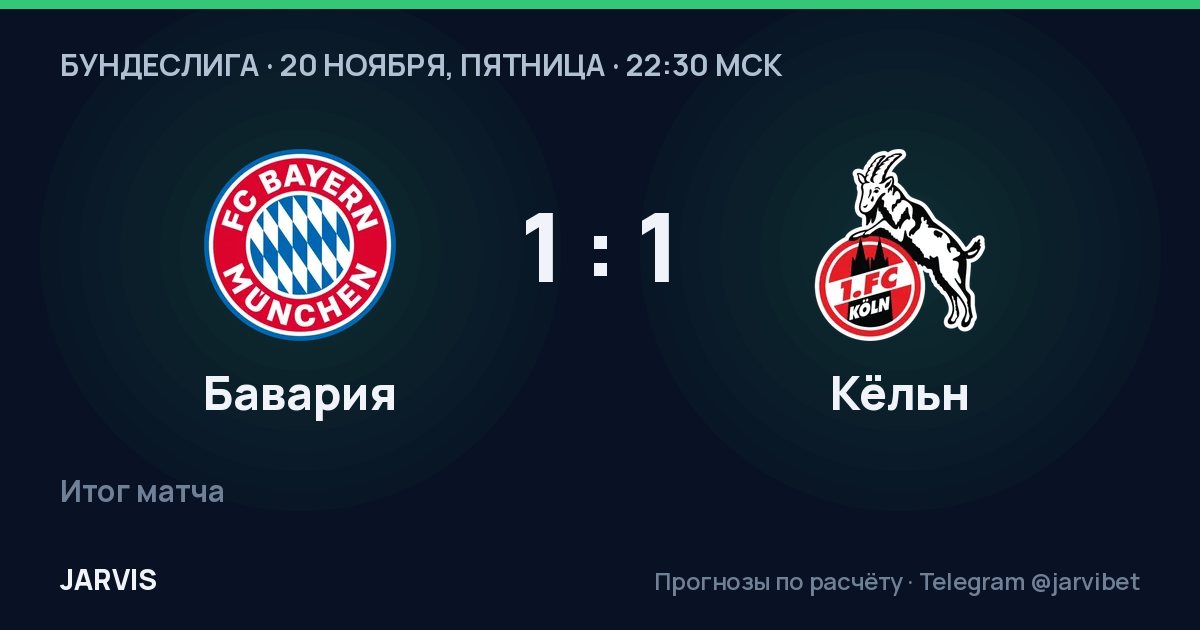 БУНДЕСЛИГА · 20 НОЯБРЯ, ПЯТНИЦА · 22:30 МСК
FC BAYERN
MÜNCHEN
1 : 1
1.FC
KÖLN
Бавария
Кёльн
Итог матча
JARVIS
Прогнозы по расчёту · Telegram @jarvibet